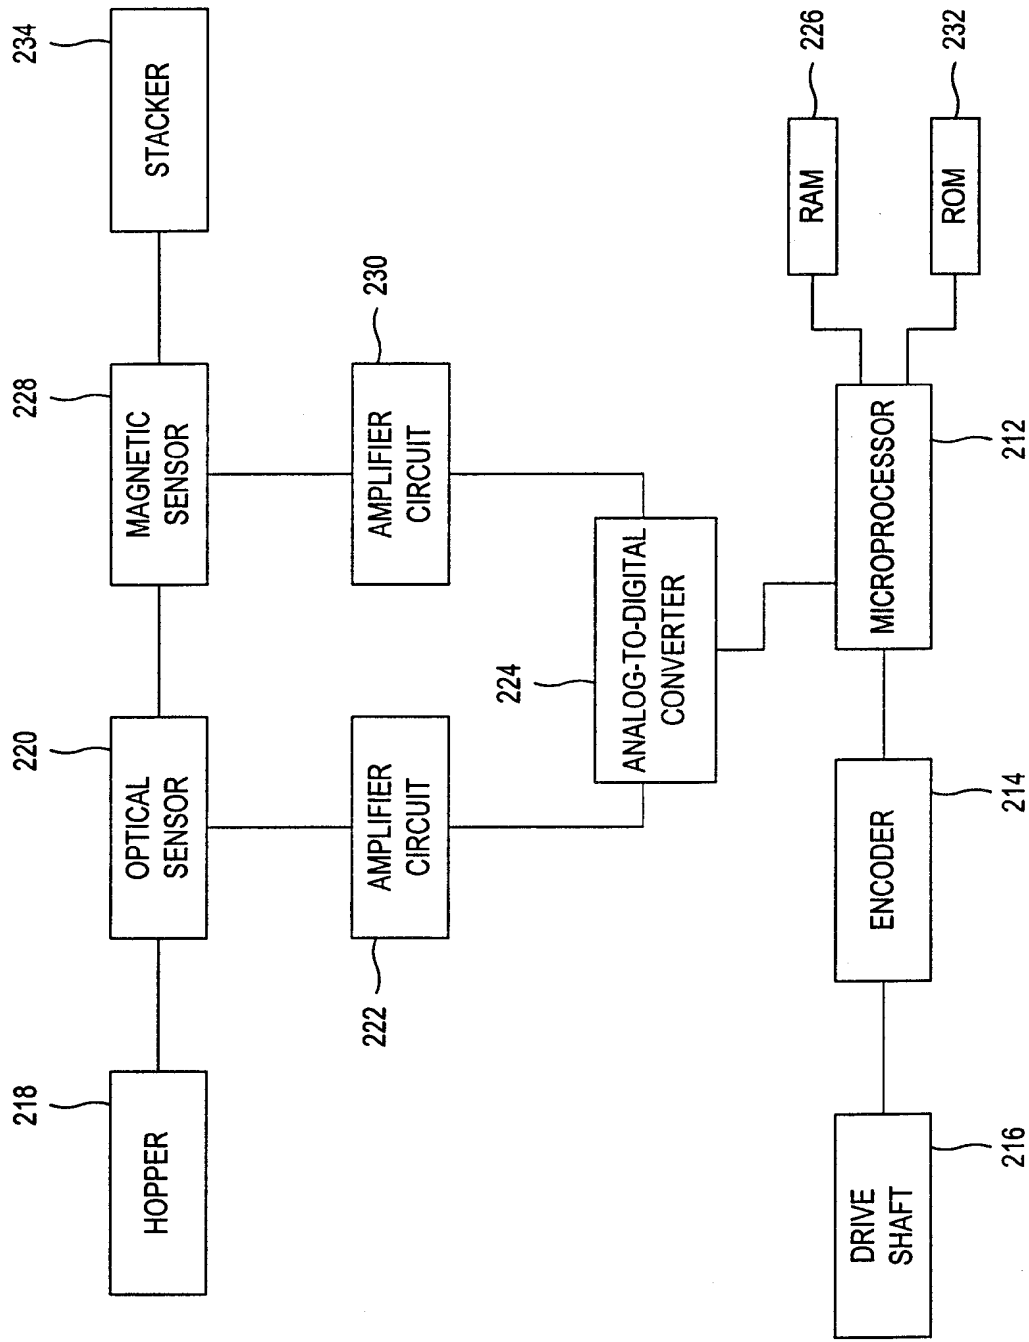 218
HOPPER
220
OPTICAL
SENSOR
228
MAGNETIC
SENSOR
234
STACKER
222
AMPLIFIER
CIRCUIT
230
AMPLIFIER
CIRCUIT
224
ANALOG-TO-DIGITAL
CONVERTER
DRIVE
SHAFT
216
ENCODER
214
MICROPROCESSOR
212
RAM
226
ROM
232